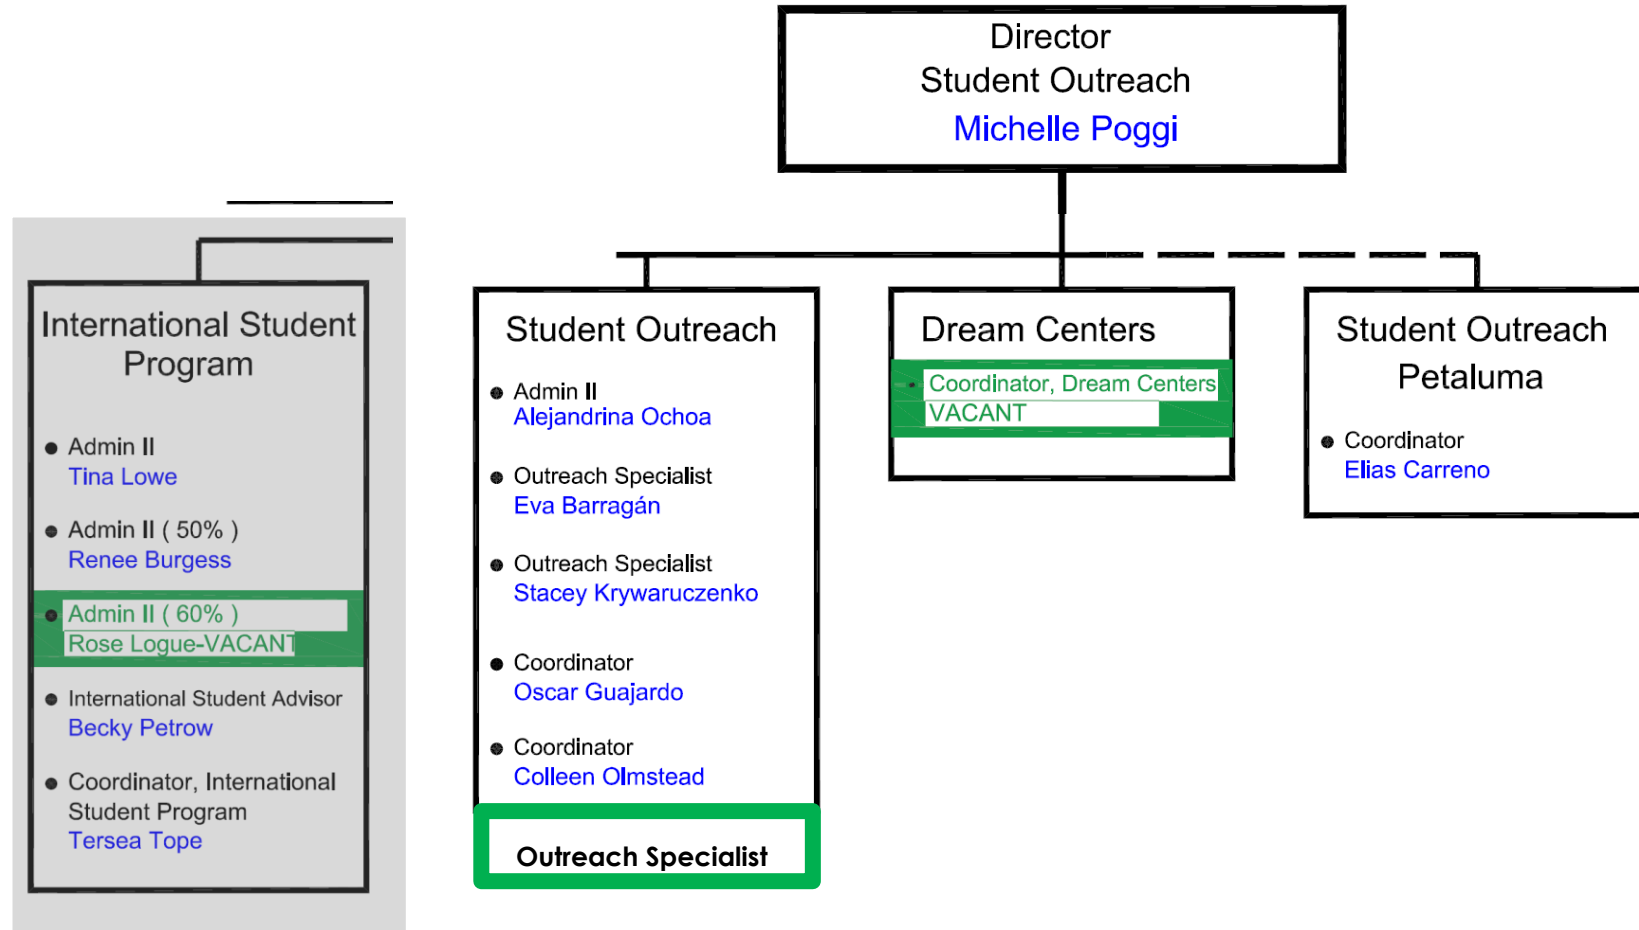 Director
Student Outreach
Michelle Poggi
International Student
Program
● Admin II
Tina Lowe
● Admin II ( 50% )
Renee Burgess
● Admin II ( 60% )
Rose Logue-VACANT
● International Student Advisor
Becky Petrow
● Coordinator, International
Student Program
Tersea Tope
Student Outreach
● Admin II
Alejandrina Ochoa
● Outreach Specialist
Eva Barragán
● Outreach Specialist
Stacey Krywaruczenko
● Coordinator
Oscar Guajardo
● Coordinator
Colleen Olmstead
Outreach Specialist
Dream Centers
• Coordinator, Dream Centers
VACANT
Student Outreach
Petaluma
● Coordinator
Elias Carreno